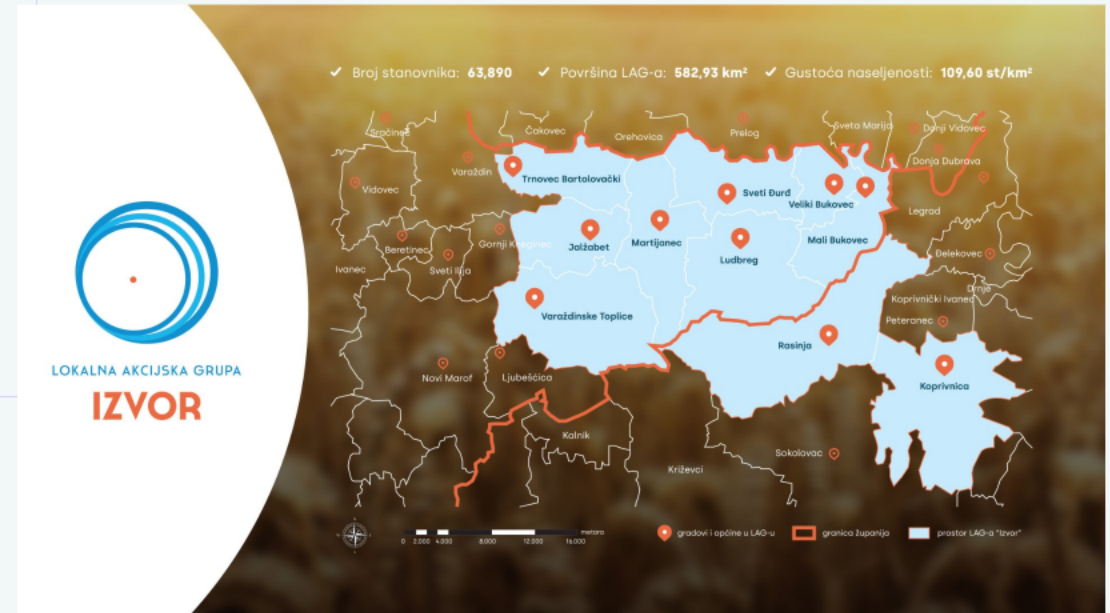 ✔ Broj stanovnika: 63,890 ✔ Površina LAG-a: 582,93 km² ✔ Gustoća naseljenosti: 109,60 st/km²
LOKALNA AKCIJSKA GRUPA
IZVOR
Sračinec
Čakovec
Orehovica
Prelog
Sveta Marija
Donji Vidovec
Donja Dubrava
Varaždin
Trnovec Bartolovački
Vidovec
Sveti Đurđ
Veliki Bukovec
Legrad
Beretinec
Gornji Kneginec
Jalžabet
Martijanec
Mali Bukovec
Ludbreg
Đelekovec
Ivanec
Sveti Ilija
Drnje
Koprivnički Ivanec
Varaždinske Toplice
Peteranec
Rasinja
Novi Marof
Ljubešćica
Koprivnica
Kalnik
Sokolovac
Križevci
metara
0 2.000 4.000 8.000 12.000 16.000
gradovi i općine u LAG-u
granica županija
prostor LAG-a "Izvor"